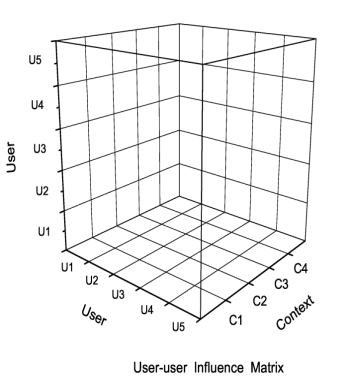 U5
U4
U3
U2
U1
User
U1
U2
U3
U4
U5
User
C1
C2
C3
C4
Context
User-user Influence Matrix